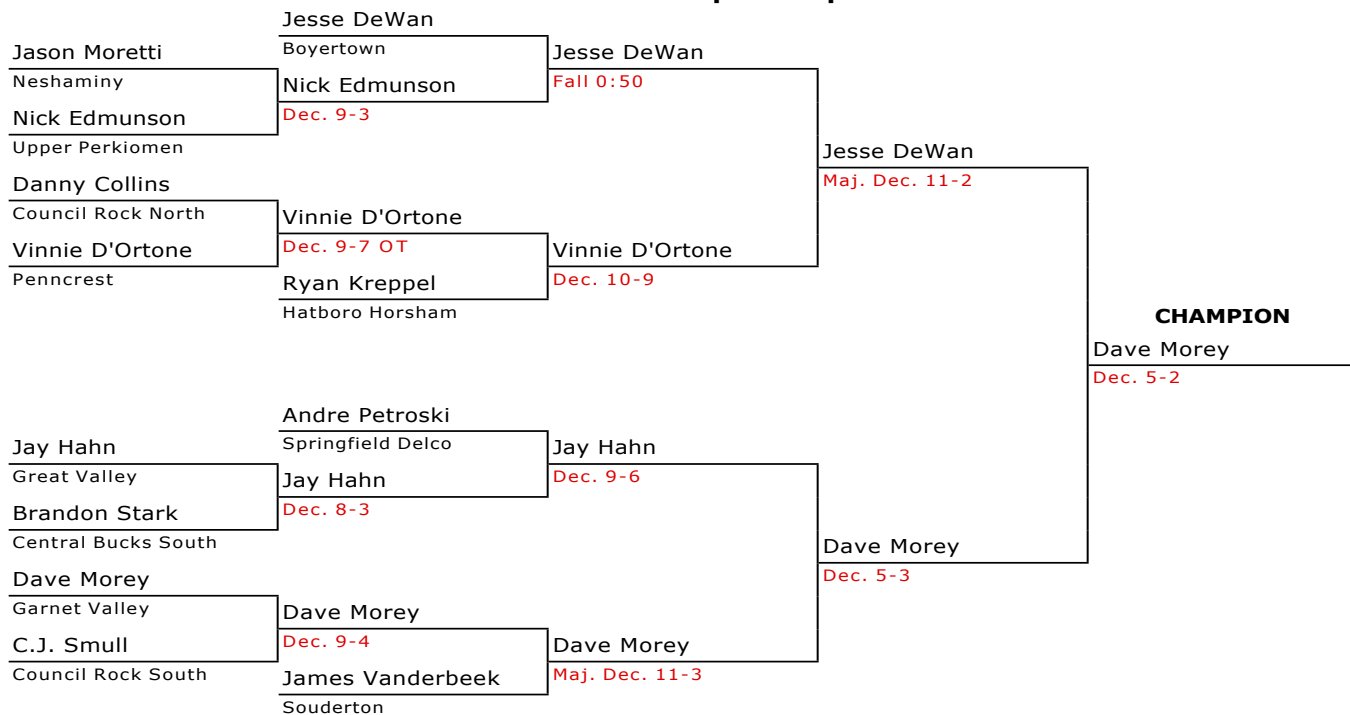 Jesse DeWan
Jason Moretti
Boyertown
Jesse DeWan
Neshaminy
Nick Edmunson
Fall 0:50
Nick Edmunson
Dec. 9-3
Upper Perkiomen
Jesse DeWan
Danny Collins
Maj. Dec. 11-2
Council Rock North
Vinnie D'Ortone
Vinnie D'Ortone
Dec. 9-7 OT
Vinnie D'Ortone
Penncrest
Ryan Kreppel
Dec. 10-9
Hatboro Horsham
CHAMPION
Dave Morey
Dec. 5-2
Andre Petroski
Jay Hahn
Springfield Delco
Jay Hahn
Great Valley
Jay Hahn
Dec. 9-6
Brandon Stark
Dec. 8-3
Central Bucks South
Dave Morey
Dave Morey
Dec. 5-3
Garnet Valley
Dave Morey
C.J. Smull
Dec. 9-4
Dave Morey
Council Rock South
James Vanderbeek
Maj. Dec. 11-3
Souderton